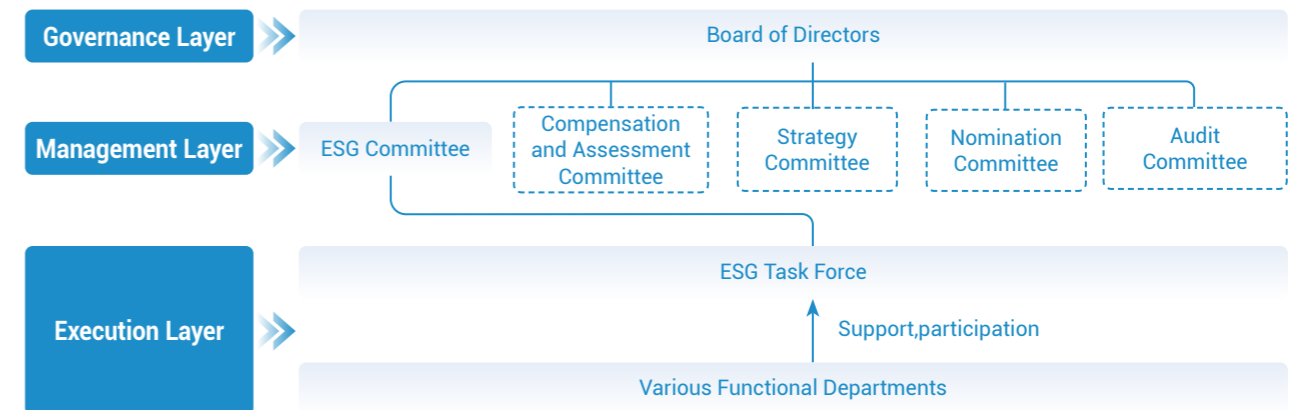 Governance Layer
Board of Directors
Management Layer
ESG Committee
Compensation
and Assessment
Committee
Strategy
Committee
Nomination
Committee
Audit
Committee
Execution Layer
ESG Task Force
Support,participation
Various Functional Departments